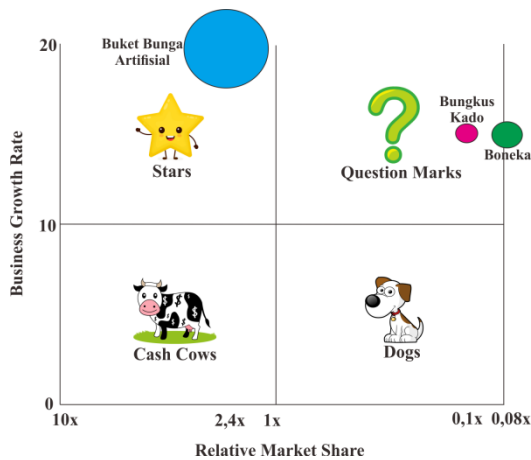 20
Buket Bunga
Artifisial
Bungkus
Kado
Boneka
Stars
Question Marks
Business Growth Rate
10
$ $ $
Cash Cows
Dogs
0
10x
2,4x
1x
0,1x
0,08x
Relative Market Share